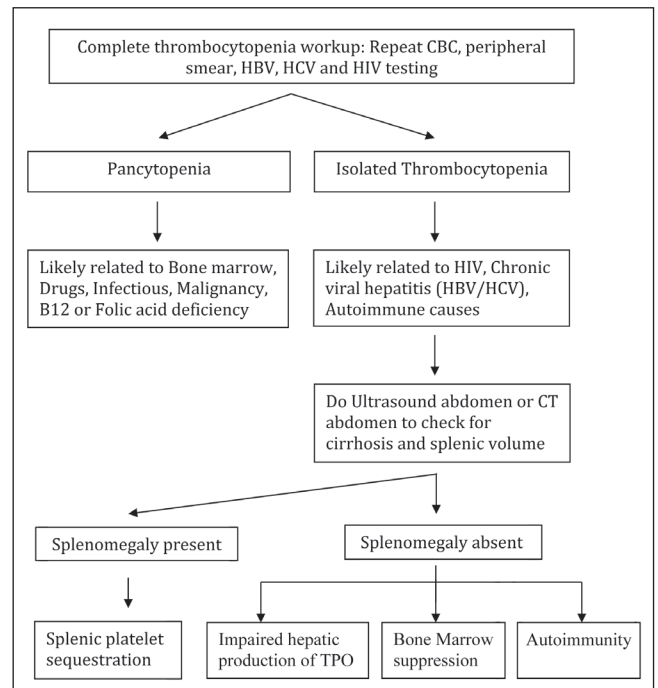 Complete thrombocytopenia workup: Repeat CBC, peripheral
smear, HBV, HCV and HIV testing
Pancytopenia
Isolated Thrombocytopenia
Likely related to Bone marrow,
Drugs, Infectious, Malignancy,
B12 or Folic acid deficiency
Likely related to HIV, Chronic
viral hepatitis (HBV/HCV),
Autoimmune causes
Do Ultrasound abdomen or CT
abdomen to check for
cirrhosis and splenic volume
Splenomegaly present
Splenomegaly absent
Splenic platelet
sequestration
Impaired hepatic
production of TPO
Bone Marrow
suppression
Autoimmunity